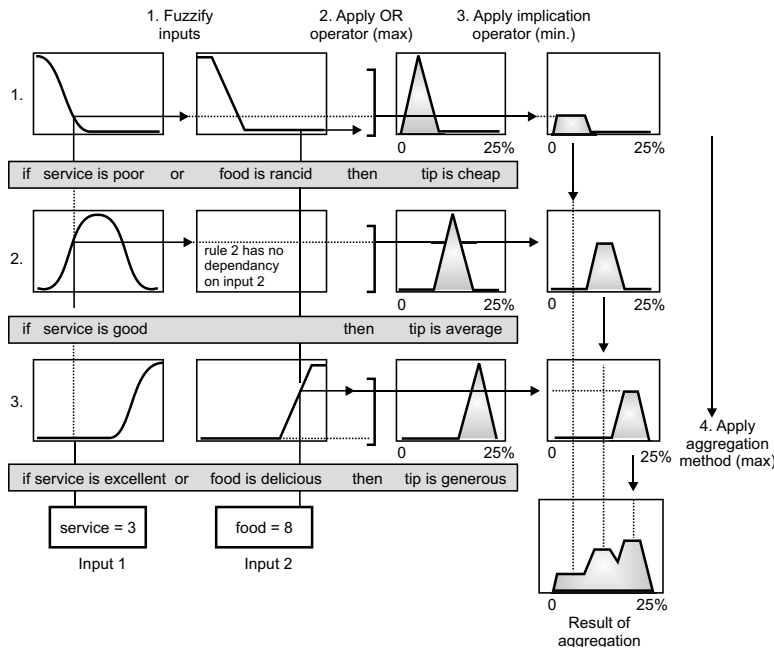 1. Fuzzify
inputs
2. Apply OR
operator (max)
3. Apply implication
operator (min.)
1.
0 25%
0 25%
if service is poor or food is rancid then tip is cheap
2.
rule 2 has no
dependancy
on input 2
0 25%
0 25%
if service is good then tip is average
3.
0 25%
0 25%
4. Apply
aggregation
method (max)
if service is excellent or food is delicious then tip is generous
service = 3
food = 8
Input 1
Input 2
0 25%
Result of
aggregation